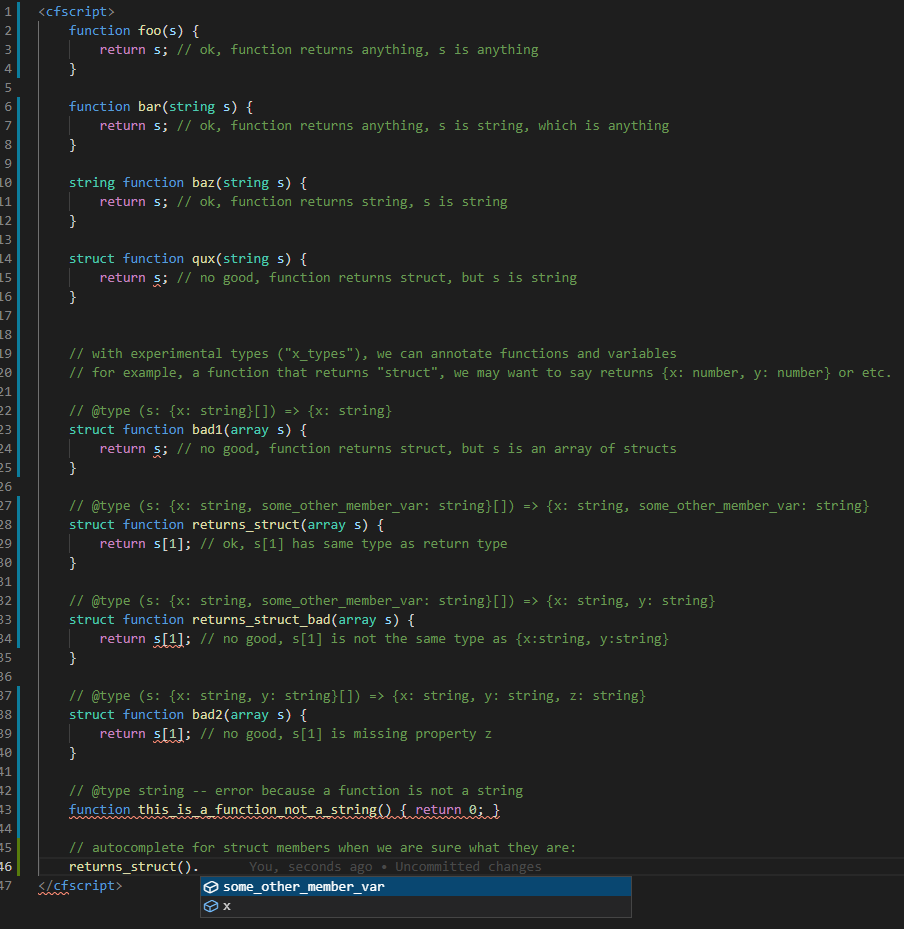 1 <cfscript>
2 function foo(s) {
3 return s; // ok, function returns anything, s is anything
4 }
5
6 function bar(string s) {
7 return s; // ok, function returns anything, s is string, which is anything
8 }
9
10 string function baz(string s) {
11 return s; // ok, function returns string, s is string
12 }
13
14 struct function qux(string s) {
15 return s; // no good, function returns struct, but s is string
16 }
17
18
19 // with experimental types ("x_types"), we can annotate functions and variables
20 // for example, a function that returns "struct", we may want to say returns {x: number, y: number} or etc.
21
22 // @type (s: {x: string}[]) => {x: string}
23 struct function bad1(array s) {
24 return s; // no good, function returns struct, but s is an array of structs
25 }
26
27 // @type (s: {x: string, some_other_member_var: string}[]) => {x: string, some_other_member_var: string}
28 struct function returns_struct(array s) {
29 return s[1]; // ok, s[1] has same type as return type
30 }
31
32 // @type (s: {x: string, some_other_member_var: string}[]) => {x: string, y: string}
33 struct function returns_struct_bad(array s) {
34 return s[1]; // no good, s[1] is not the same type as {x:string, y:string}
35 }
36
37 // @type (s: {x: string, y: string}[]) => {x: string, y: string, z: string}
38 struct function bad2(array s) {
39 return s[1]; // no good, s[1] is missing property z
40 }
41
42 // @type string -- error because a function is not a string
43 function this_is_a_function_not_a_string() { return 0; }
44
45 // autocomplete for struct members when we are sure what they are:
46 returns_struct(). You, seconds ago • Uncommitted changes
47 </cfscript>
some_other_member_var
x